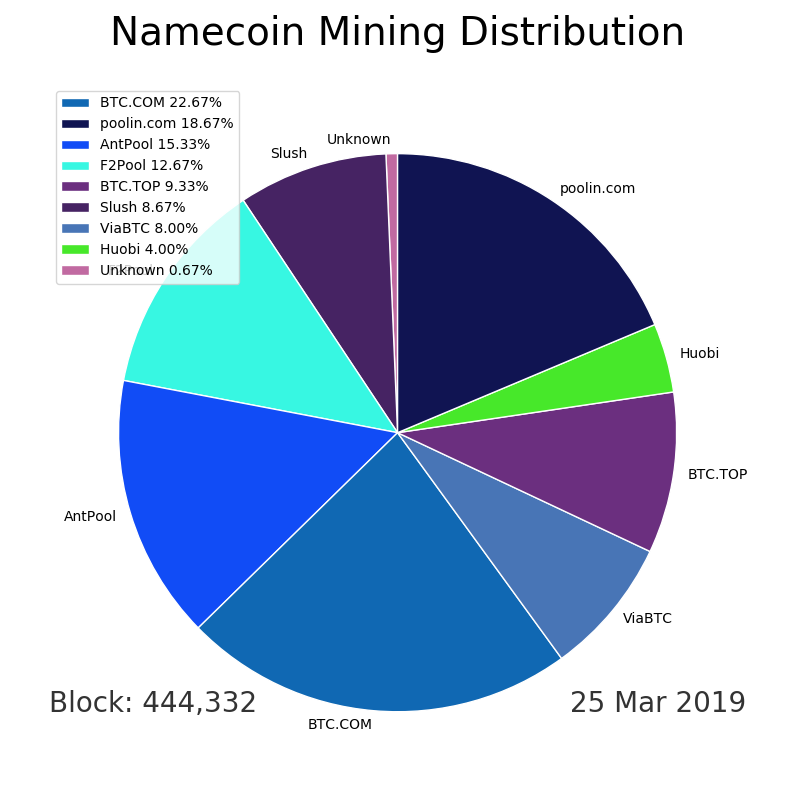 Namecoin Mining Distribution
BTC.COM 22.67%
poolin.com 18.67%
AntPool 15.33%
F2Pool 12.67%
BTC.TOP 9.33%
Slush 8.67%
ViaBTC 8.00%
Huobi 4.00%
Unknown 0.67%
Unknown
Slush
poolin.com
Huobi
BTC.TOP
AntPool
ViaBTC
BTC.COM
Block: 444,332
25 Mar 2019